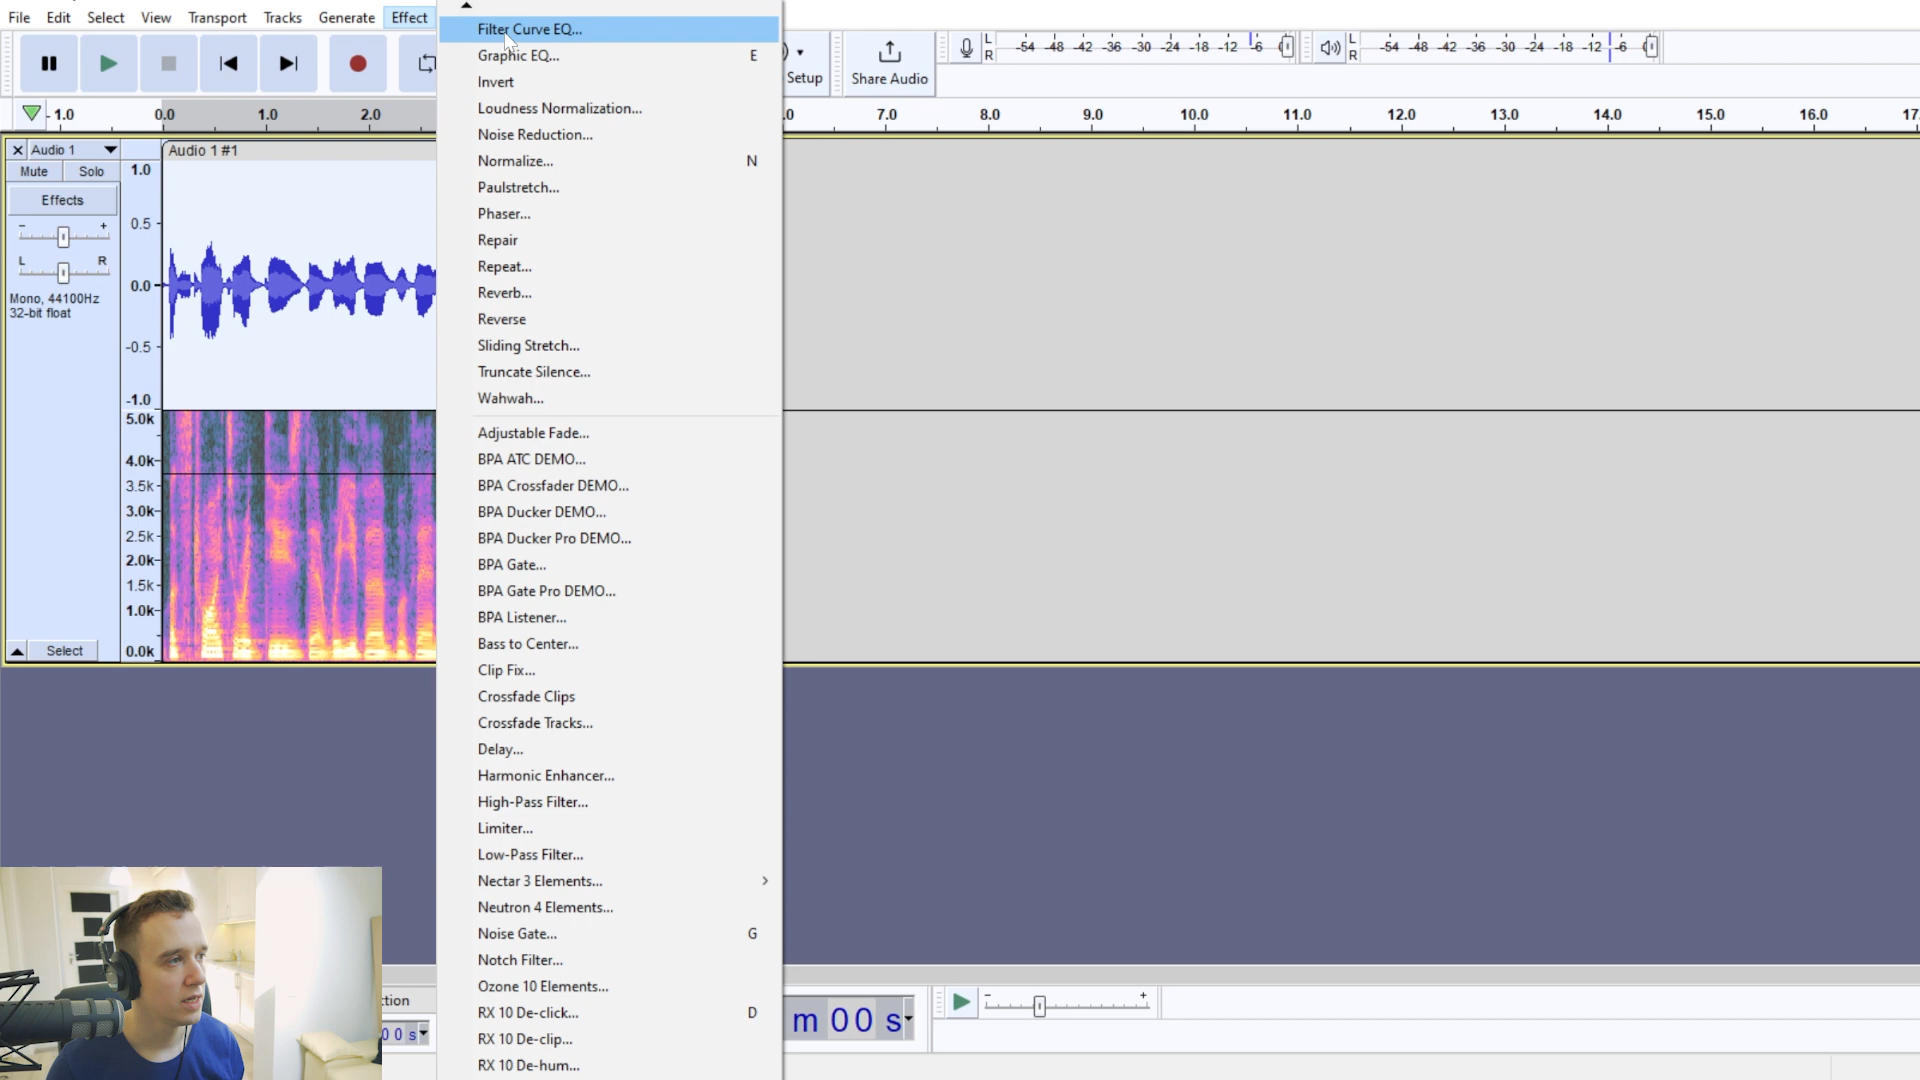 File Edit Select View Transport Tracks Generate Effect
Setup
Share Audio
L
R
-54 -48 -42 -36 -30 -24 -18 -12 -6
L
R
-54 -48 -42 -36 -30 -24 -18 -12 -6
-1.0 0.0 1.0 2.0 .0 7.0 8.0 9.0 10.0 11.0 12.0 13.0 14.0 15.0 16.0 17.
Audio 1
Mute Solo
Effects
- +
L R
Mono, 44100Hz
32-bit float
Select
1.0
0.5
0.0
-0.5
-1.0
5.0k
4.0k
3.5k
3.0k
2.5k
2.0k
1.5k
1.0k
0.0k
Audio 1 #1
Filter Curve EQ...
Graphic EQ... E
Invert
Loudness Normalization...
Noise Reduction...
Normalize... N
Paulstretch...
Phaser...
Repair
Repeat...
Reverb...
Reverse
Sliding Stretch...
Truncate Silence...
Wahwah...
Adjustable Fade...
BPA ATC DEMO...
BPA Crossfader DEMO...
BPA Ducker DEMO...
BPA Ducker Pro DEMO...
BPA Gate...
BPA Gate Pro DEMO...
BPA Listener...
Bass to Center...
Clip Fix...
Crossfade Clips
Crossfade Tracks...
Delay...
Harmonic Enhancer...
High-Pass Filter...
Limiter...
Low-Pass Filter...
Nectar 3 Elements...
Neutron 4 Elements...
Noise Gate... G
Notch Filter...
Ozone 10 Elements...
RX 10 De-click... D
RX 10 De-clip...
RX 10 De-hum...
ction
00 s
m 00 s
- +